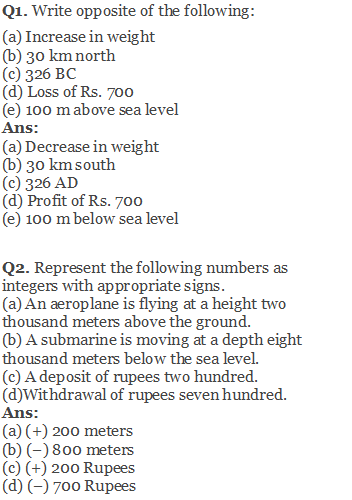 Q1. Write opposite of the following:
(a) Increase in weight
(b) 30 km north
(c) 326 BC
(d) Loss of Rs. 700
(e) 100 m above sea level
Ans:
(a) Decrease in weight
(b) 30 km south
(c) 326 AD
(d) Profit of Rs. 700
(e) 100 m below sea level
Q2. Represent the following numbers as
integers with appropriate signs.
(a) An aeroplane is flying at a height two
thousand meters above the ground.
(b) A submarine is moving at a depth eight
thousand meters below the sea level.
(c) A deposit of rupees two hundred.
(d)Withdrawal of rupees seven hundred.
Ans:
(a) (+) 200 meters
(b) (−) 800 meters
(c) (+) 200 Rupees
(d) (−) 700 Rupees